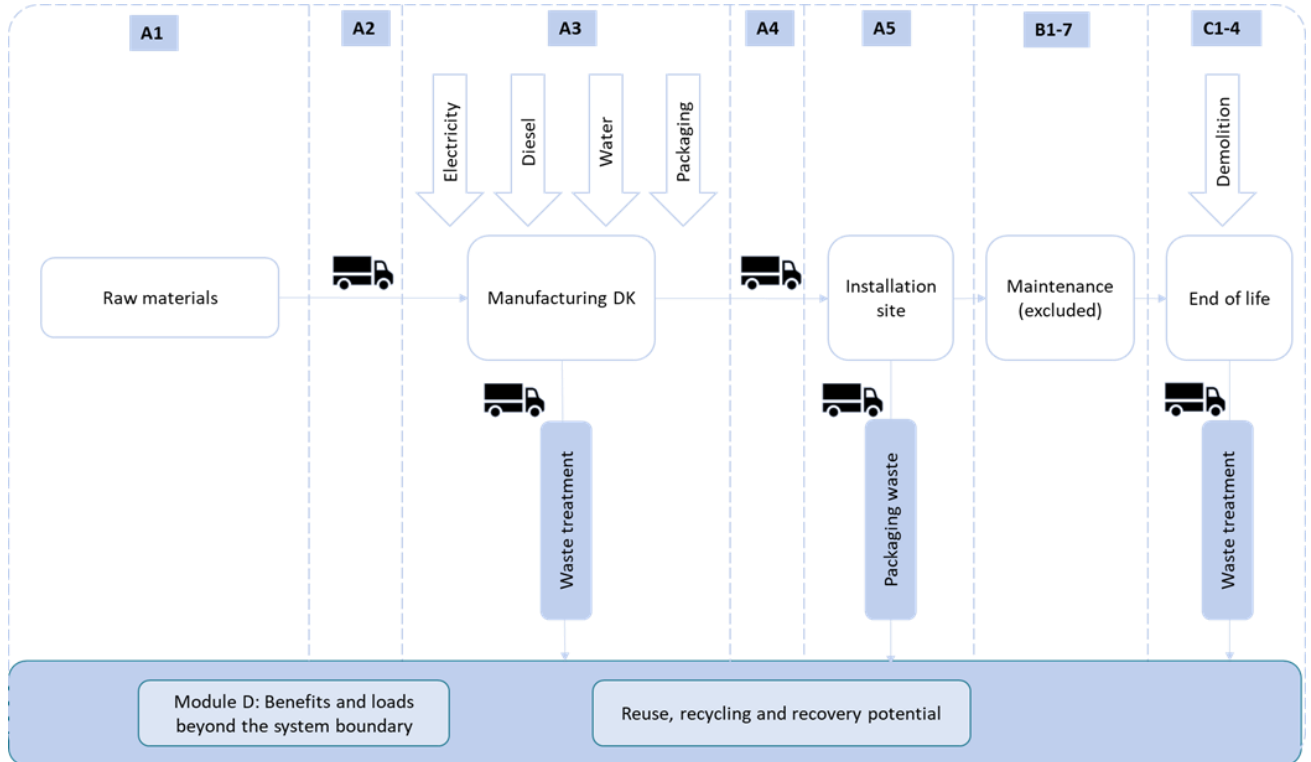 A1
A2
A3
A4
A5
B1-7
C1-4
Electricity
Diesel
Water
Packaging
Demolition
Raw materials
Manufacturing DK
Installation
site
Maintenance
(excluded)
End of life
Waste treatment
Packaging waste
Waste treatment
Module D: Benefits and loads
beyond the system boundary
Reuse, recycling and recovery potential